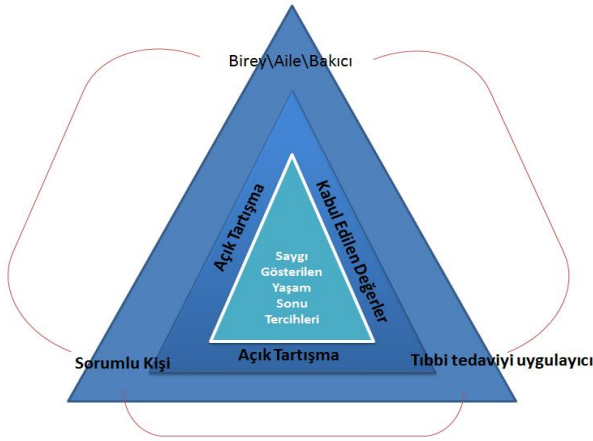 Birey\Aile\Bakıcı
Açık Tartışma
Kabul Edilen Değerler
Saygı
Gösterilen
Yaşam
Sonu
Tercihleri
Açık Tartışma
Sorumlu Kişi
Tıbbi tedaviyi uygulayıcı